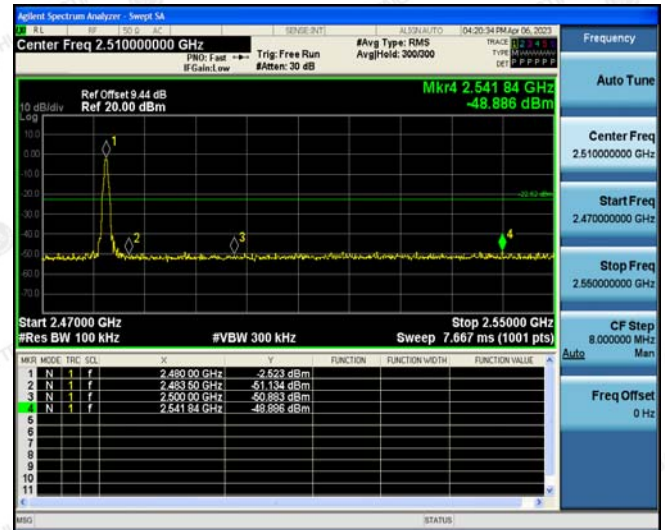 Agilent Spectrum Analyzer - Swept SA
RL RF 50 Ω AC SENSE:INT ALIGN AUTO 04:20:34 PM Apr 06, 2023
Center Freq 2.510000000 GHz
PNO: Fast
IFGain:Low
Trig: Free Run
#Atten: 30 dB
#Avg Type: RMS
Avg|Hold: 300/300
TRACE 1 2 3 4 5 6
TYPE M
DET P P P P P P
Mkr4 2.541 84 GHz
-48.886 dBm
Ref Offset 9.44 dB
10 dB/div Ref 20.00 dBm
Log
10.0
0.00
-10.0
-20.0
-30.0
-40.0
-50.0
-60.0
-70.0
1
2
3
4
-22.52 dBm
Start 2.47000 GHz Stop 2.55000 GHz
#Res BW 100 kHz #VBW 300 kHz Sweep 7.667 ms (1001 pts)
MKR MODE TRC SCL X Y FUNCTION FUNCTION WIDTH FUNCTION VALUE
1 N 1 f 2.480 00 GHz -2.523 dBm
2 N 1 f 2.483 50 GHz -51.134 dBm
3 N 1 f 2.500 00 GHz -50.883 dBm
4 N 1 f 2.541 84 GHz -48.886 dBm
5
6
7
8
9
10
11
MSG STATUS
Frequency
Auto Tune
Center Freq
2.510000000 GHz
Start Freq
2.470000000 GHz
Stop Freq
2.550000000 GHz
CF Step
8.000000 MHz
Auto Man
Freq Offset
0 Hz